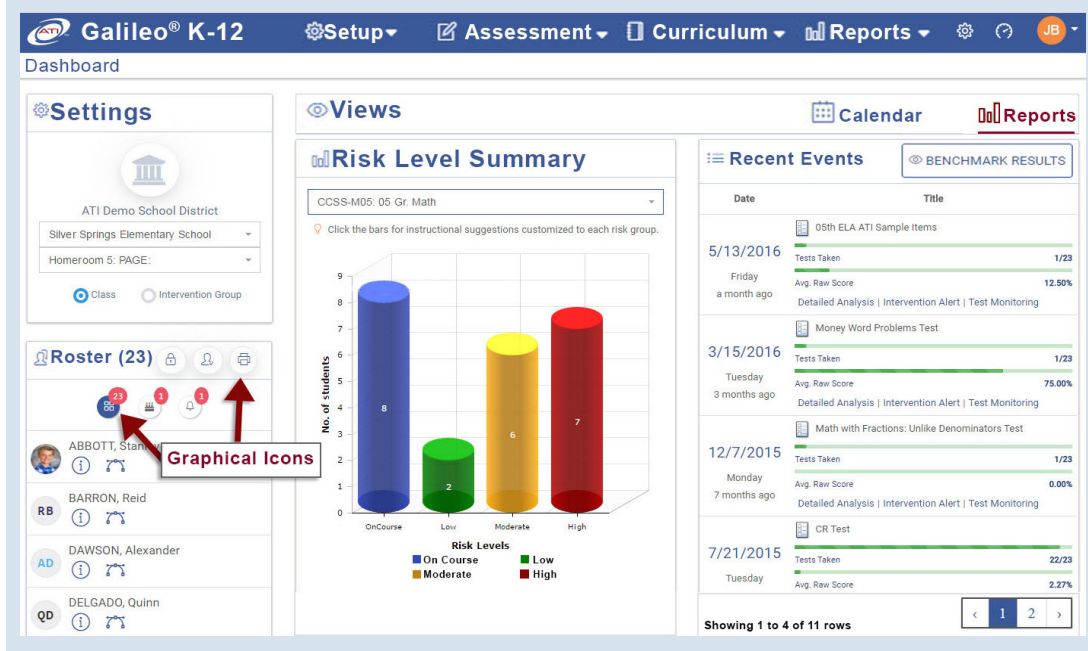 ATI Galileo® K-12 Setup Assessment Curriculum Reports JB
Dashboard
Settings
ATI Demo School District
Silver Springs Elementary School
Homeroom 5: PAGE:
Class Intervention Group
Roster (23)
23 1 1
Graphical Icons
ABBOTT,
BARRON, Reid
RB
DAWSON, Alexander
AD
DELGADO, Quinn
QD
Views
Calendar
Reports
Risk Level Summary
CCSS-M05: 05 Gr. Math
Click the bars for instructional suggestions customized to each risk group.
No. of students
9
8
7
6
5
4
3
2
1
0
8
2
6
7
OnCourse Low Moderate High
Risk Levels
On Course Low
Moderate High
Recent Events
BENCHMARK RESULTS
Date Title
5/13/2016
Friday
a month ago
05th ELA ATI Sample Items
Tests Taken 1/23
Avg. Raw Score 12.50%
Detailed Analysis | Intervention Alert | Test Monitoring
3/15/2016
Tuesday
3 months ago
Money Word Problems Test
Tests Taken 1/23
Avg. Raw Score 75.00%
Detailed Analysis | Intervention Alert | Test Monitoring
12/7/2015
Monday
7 months ago
Math with Fractions: Unlike Denominators Test
Tests Taken 1/23
Avg. Raw Score 0.00%
Detailed Analysis | Intervention Alert | Test Monitoring
7/21/2015
Tuesday
CR Test
Tests Taken 22/23
Avg. Raw Score 2.27%
Showing 1 to 4 of 11 rows
‹ 1 2 ›